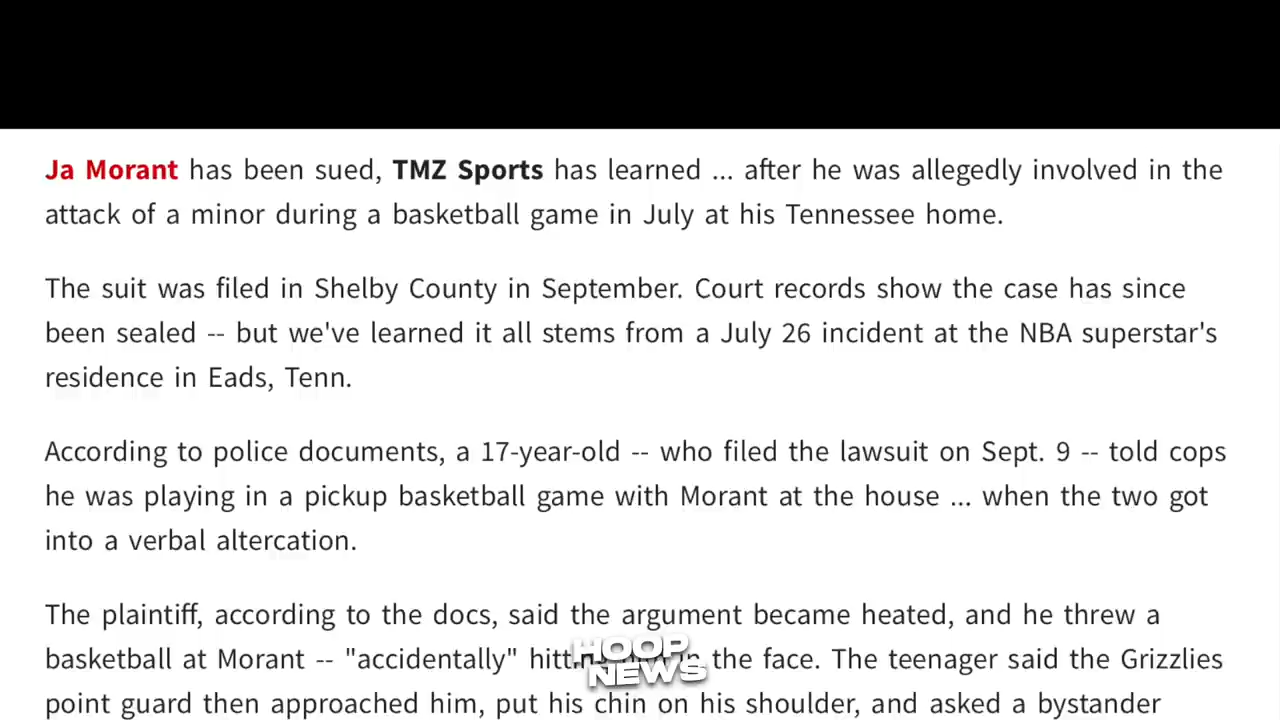 Ja Morant has been sued, TMZ Sports has learned ... after he was allegedly involved in the
attack of a minor during a basketball game in July at his Tennessee home.
The suit was filed in Shelby County in September. Court records show the case has since
been sealed -- but we've learned it all stems from a July 26 incident at the NBA superstar's
residence in Eads, Tenn.
According to police documents, a 17-year-old -- who filed the lawsuit on Sept. 9 -- told cops
he was playing in a pickup basketball game with Morant at the house ... when the two got
into a verbal altercation.
The plaintiff, according to the docs, said the argument became heated, and he threw a
basketball at Morant -- "accidentally" the face. The teenager said the Grizzlies
point guard then approached him, put his chin on his shoulder, and asked a bystander
HOOP
NEWS